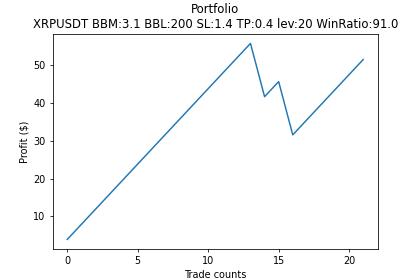 Portfolio
XRPUSDT BBM:3.1 BBL:200 SL:1.4 TP:0.4 lev:20 WinRatio:91.0
Profit ($)
50
40
30
20
10
0
5
10
15
20
Trade counts